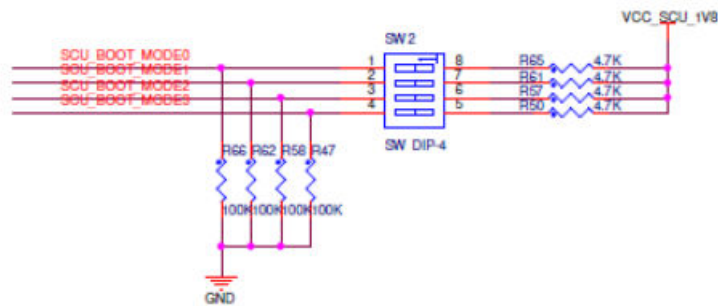 VCC_SCU_1V8
SW2
SCU_BOOT_MODE0
SCU_BOOT_MODE1
SCU_BOOT_MODE2
SCU_BOOT_MODE3
1 8 R65 4.7K
2 7 R61 4.7K
3 6 R57 4.7K
4 5 R50 4.7K
SW DIP-4
R66 R62 R58 R47
100K 100K 100K 100K
GND